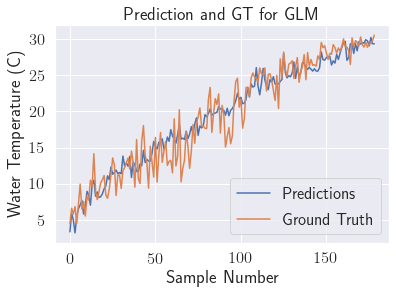 Prediction and GT for GLM
Water Temperature (C)
30
25
20
15
10
5
Predictions
Ground Truth
0
50
100
150
Sample Number